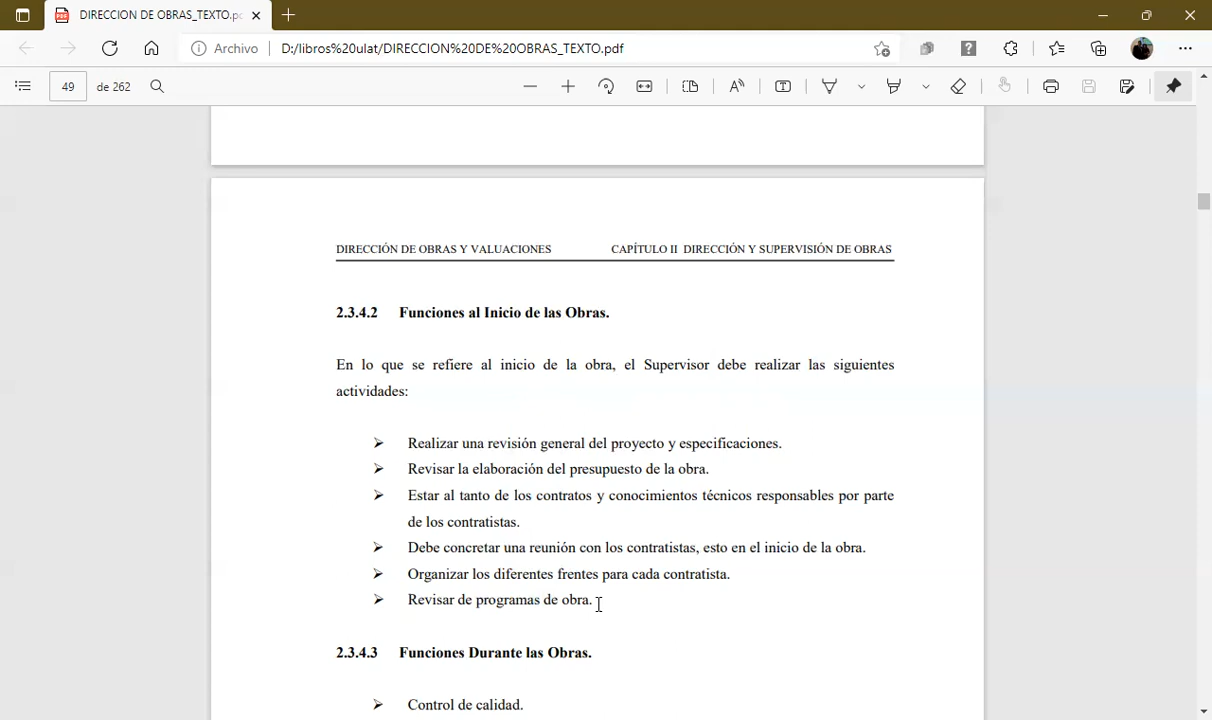 DIRECCION DE OBRAS_TEXTO.pd
Archivo
D:/libros%20ulat/DIRECCION%20DE%20OBRAS_TEXTO.pdf
49
de 262
DIRECCIÓN DE OBRAS Y VALUACIONES CAPÍTULO II DIRECCIÓN Y SUPERVISIÓN DE OBRAS
2.3.4.2 Funciones al Inicio de las Obras.
En lo que se refiere al inicio de la obra, el Supervisor debe realizar las siguientes
actividades:
➢ Realizar una revisión general del proyecto y especificaciones.
➢ Revisar la elaboración del presupuesto de la obra.
➢ Estar al tanto de los contratos y conocimientos técnicos responsables por parte
de los contratistas.
➢ Debe concretar una reunión con los contratistas, esto en el inicio de la obra.
➢ Organizar los diferentes frentes para cada contratista.
➢ Revisar de programas de obra.
2.3.4.3 Funciones Durante las Obras.
➢ Control de calidad.